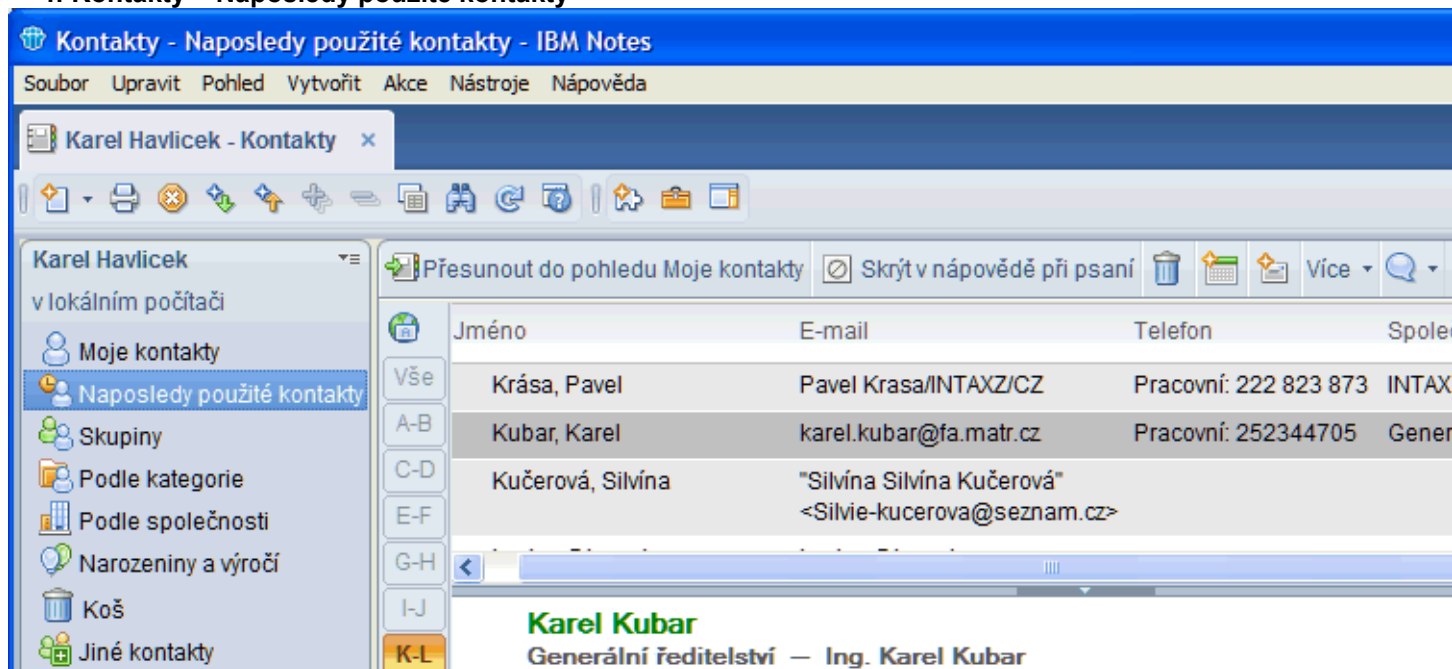 Kontakty - Naposledy použité kontakty - IBM Notes
Soubor Upravit Pohled Vytvořit Akce Nástroje Nápověda
Karel Havlicek - Kontakty
Karel Havlicek
v lokálním počítači
Moje kontakty
Naposledy použité kontakty
Skupiny
Podle kategorie
Podle společnosti
Narozeniny a výročí
Koš
Jiné kontakty
Přesunout do pohledu Moje kontakty Skrýt v nápovědě při psaní Více
Vše
A-B
C-D
E-F
G-H
I-J
K-L
Jméno E-mail Telefon Společ
Krása, Pavel Pavel Krasa/INTAXZ/CZ Pracovní: 222 823 873 INTAX
Kubar, Karel karel.kubar@fa.matr.cz Pracovní: 252344705 Gener
Kučerová, Silvína "Silvína Silvína Kučerová"
<Silvie-kucerova@seznam.cz>
Karel Kubar
Generální ředitelství — Ing. Karel Kubar